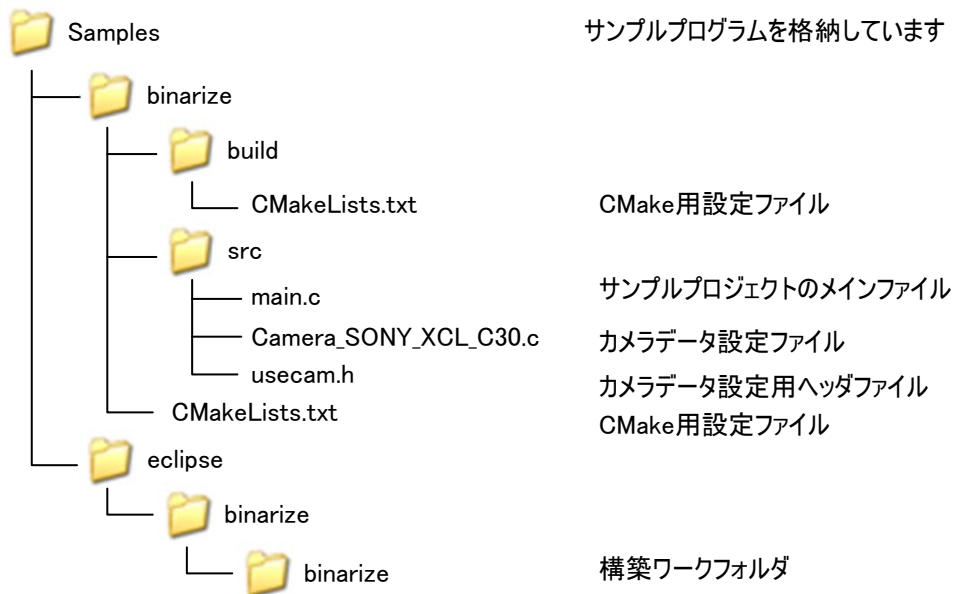 Samples サンプルプログラムを格納しています
binarize
build
CMakeLists.txt CMake用設定ファイル
src
main.c サンプルプロジェクトのメインファイル
Camera_SONY_XCL_C30.c カメラデータ設定ファイル
usecam.h カメラデータ設定用ヘッダファイル
CMakeLists.txt CMake用設定ファイル
eclipse
binarize
binarize 構築ワークフォルダ